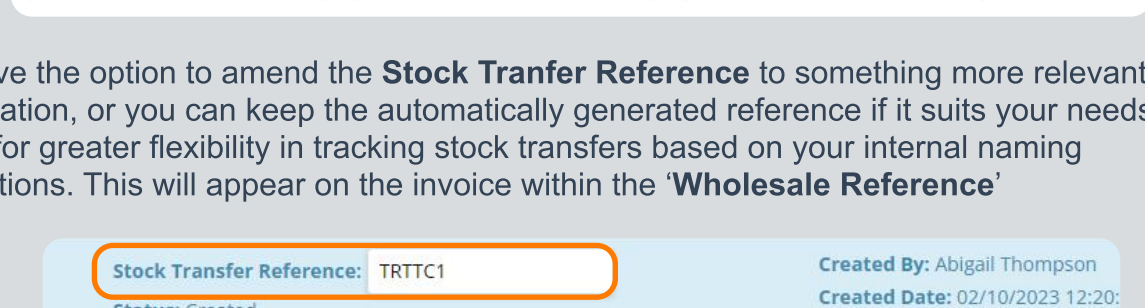 ve the option to amend the Stock Tranfer Reference to something more relevant
ation, or you can keep the automatically generated reference if it suits your needs
for greater flexibility in tracking stock transfers based on your internal naming
tions. This will appear on the invoice within the ‘Wholesale Reference’
Stock Transfer Reference: TRTTC1
Created By: Abigail Thompson
Status: Created
Created Date: 02/10/2023 12:20: